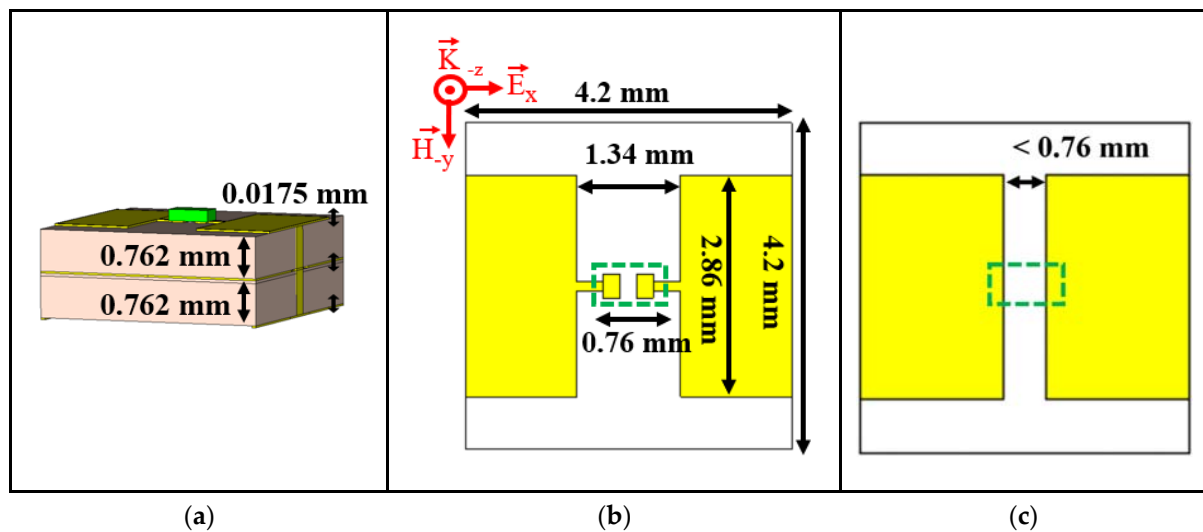 0.0175 mm
0.762 mm
0.762 mm
(a)
K⃗ -z
E⃗x
H⃗-y
4.2 mm
1.34 mm
2.86 mm
4.2 mm
0.76 mm
(b)
< 0.76 mm
(c)